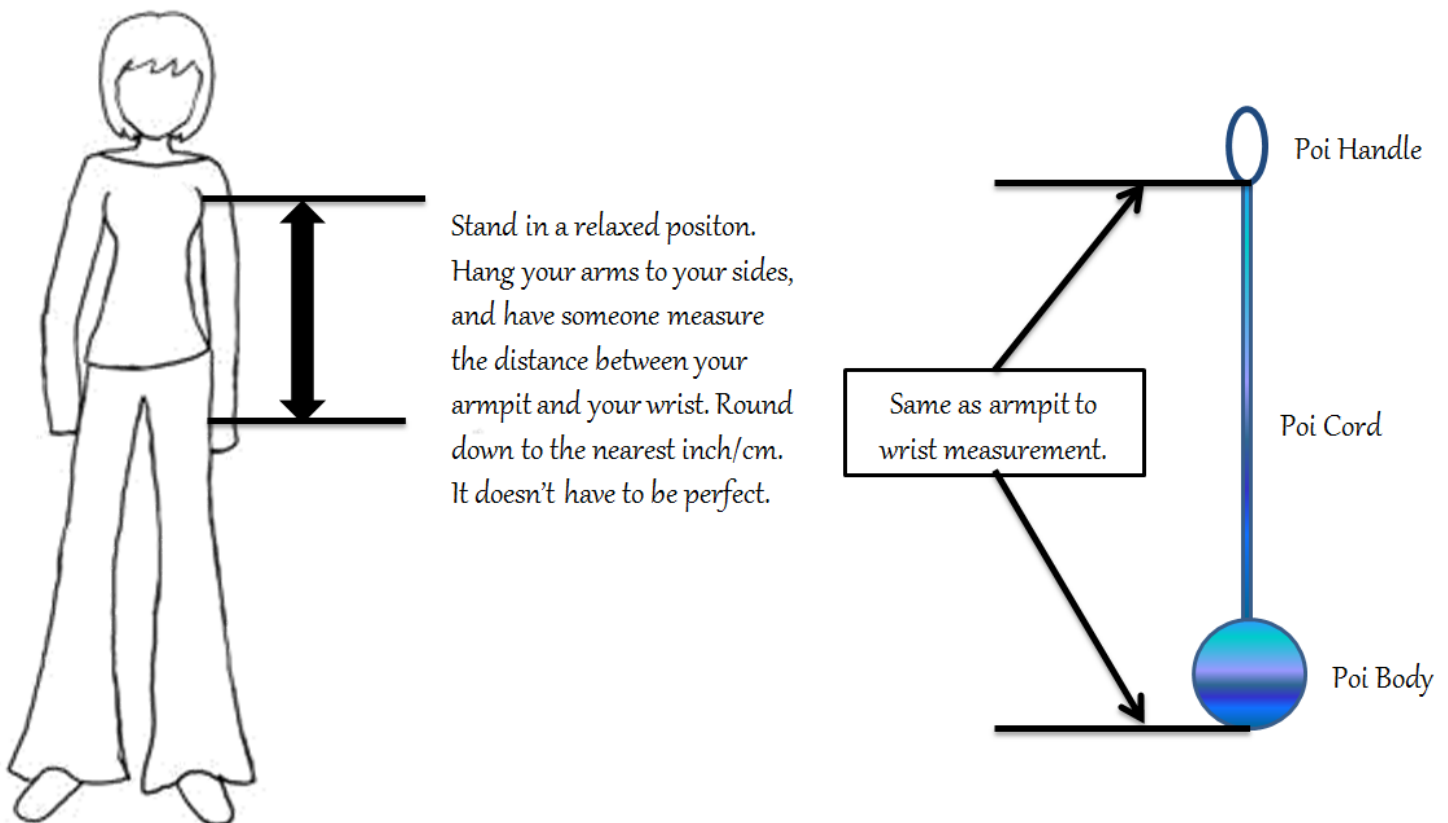 Stand in a relaxed positon.
Hang your arms to your sides,
and have someone measure
the distance between your
armpit and your wrist. Round
down to the nearest inch/cm.
It doesn't have to be perfect.
Same as armpit to
wrist measurement.
Poi Handle
Poi Cord
Poi Body